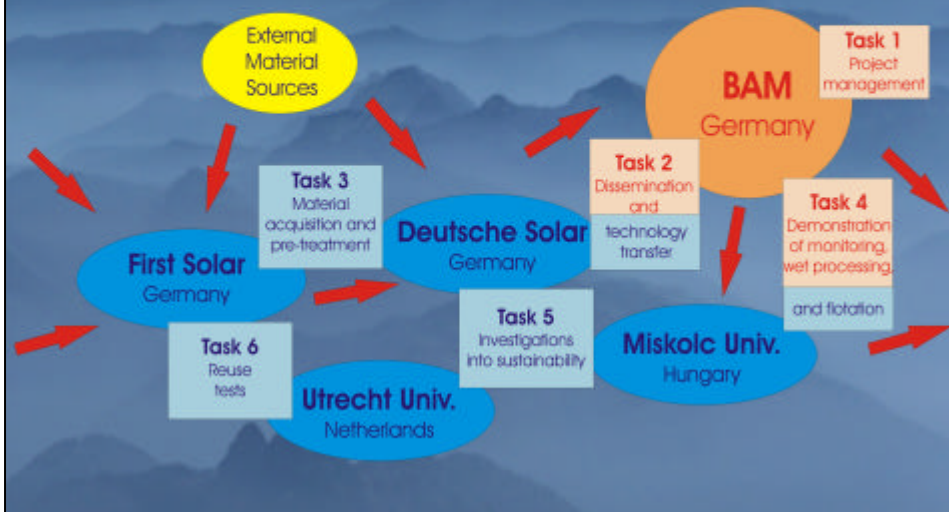 External
Material
Sources
Task 1
Project
management
BAM
Germany
Task 3
Material
acquisition and
pre-treatment
Task 2
Dissemination
and
technology
transfer
Task 4
Demonstration
of monitoring,
wet processing,
and flotation
Deutsche Solar
Germany
First Solar
Germany
Task 5
Investigations
into sustainability
Miskolc Univ.
Hungary
Task 6
Reuse
tests
Utrecht Univ.
Netherlands